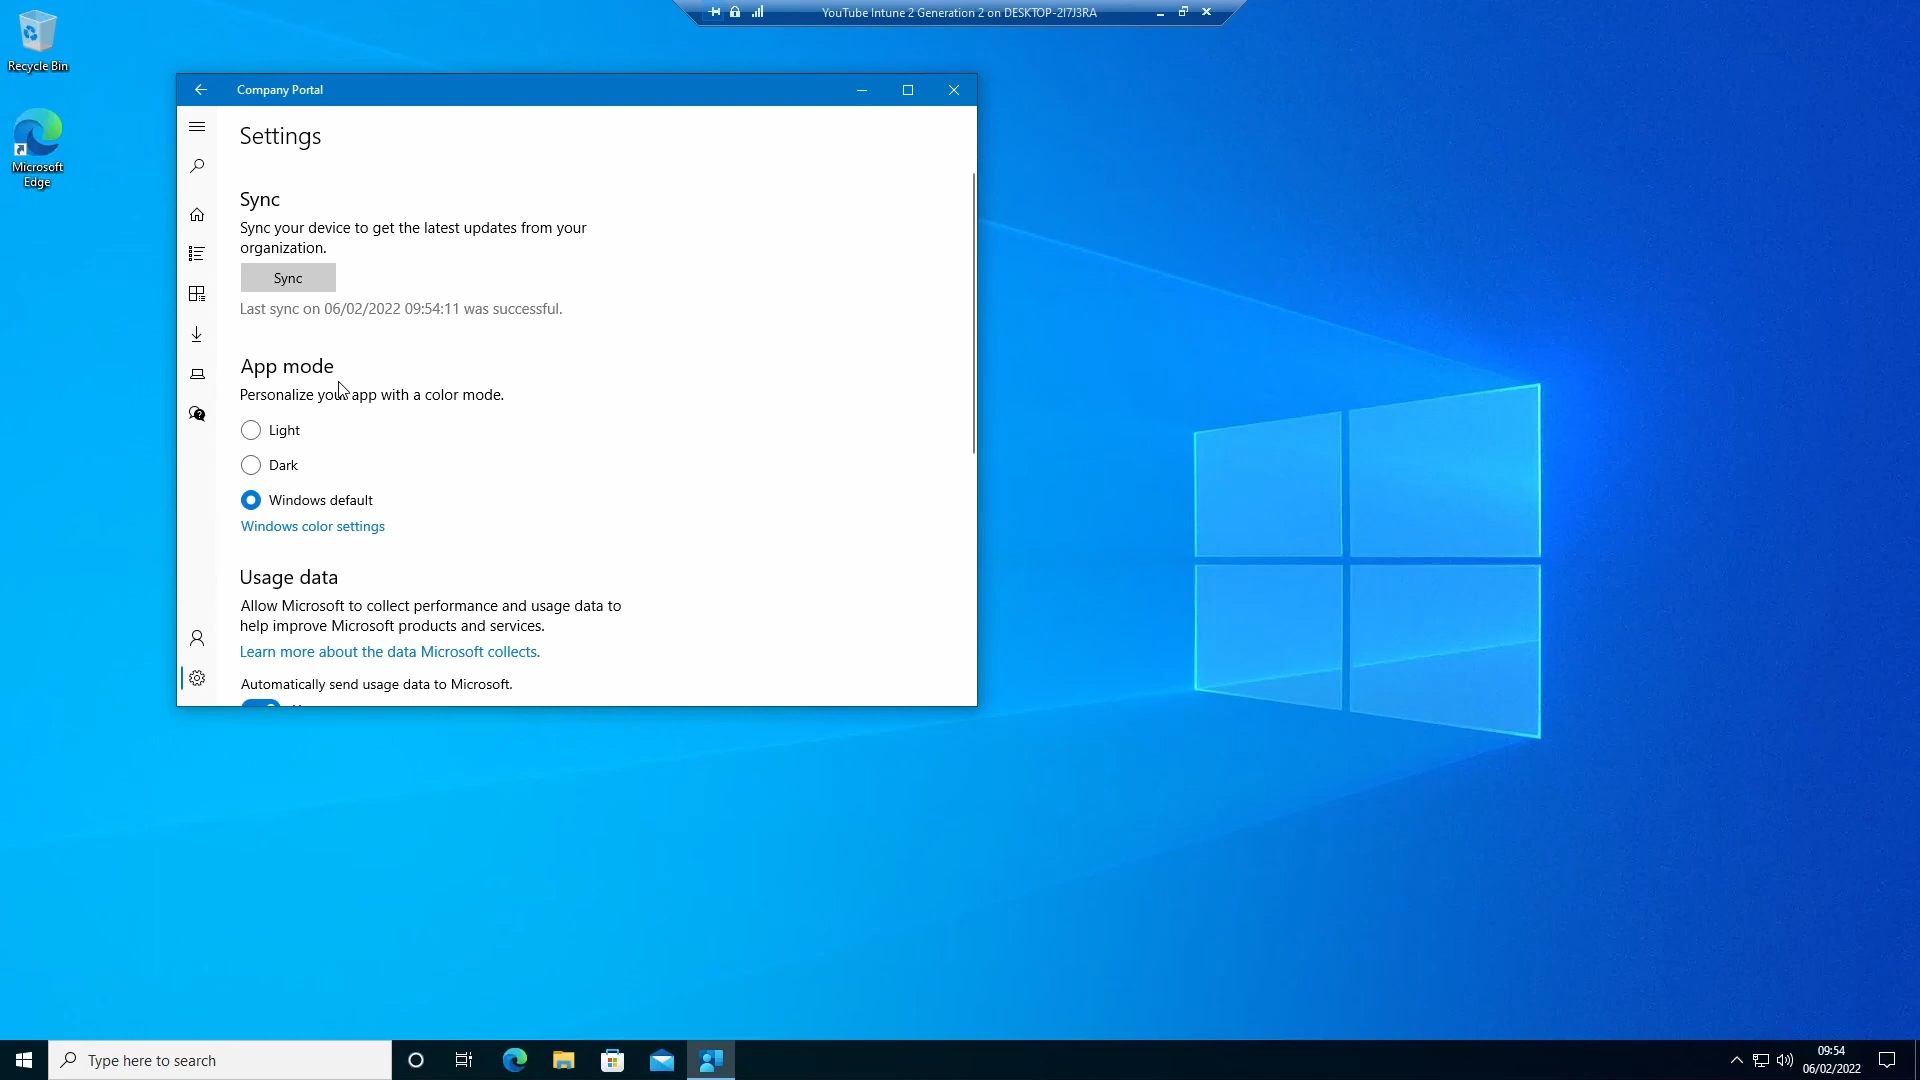 YouTube Intune 2 Generation 2 on DESKTOP-2I7J3RA
Recycle Bin
Microsoft
Edge
Company Portal
Settings
Sync
Sync your device to get the latest updates from your
organization.
Sync
Last sync on 06/02/2022 09:54:11 was successful.
App mode
Personalize your app with a color mode.
Light
Dark
Windows default
Windows color settings
Usage data
Allow Microsoft to collect performance and usage data to
help improve Microsoft products and services.
Learn more about the data Microsoft collects.
Automatically send usage data to Microsoft.
Type here to search
09:54
06/02/2022